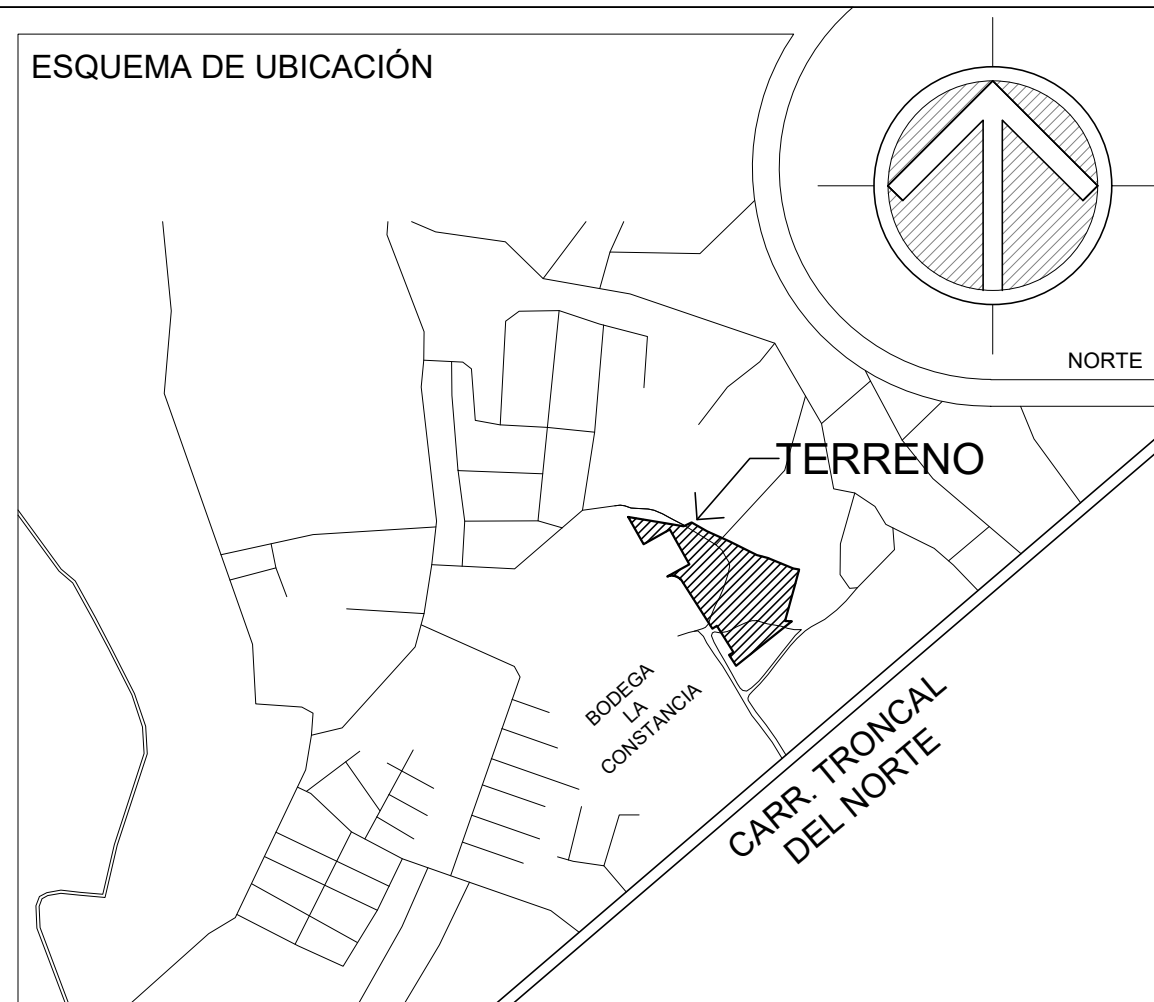 ESQUEMA DE UBICACIÓN
NORTE
TERRENO
BODEGA
LA
CONSTANCIA
CARR. TRONCAL
DEL NORTE